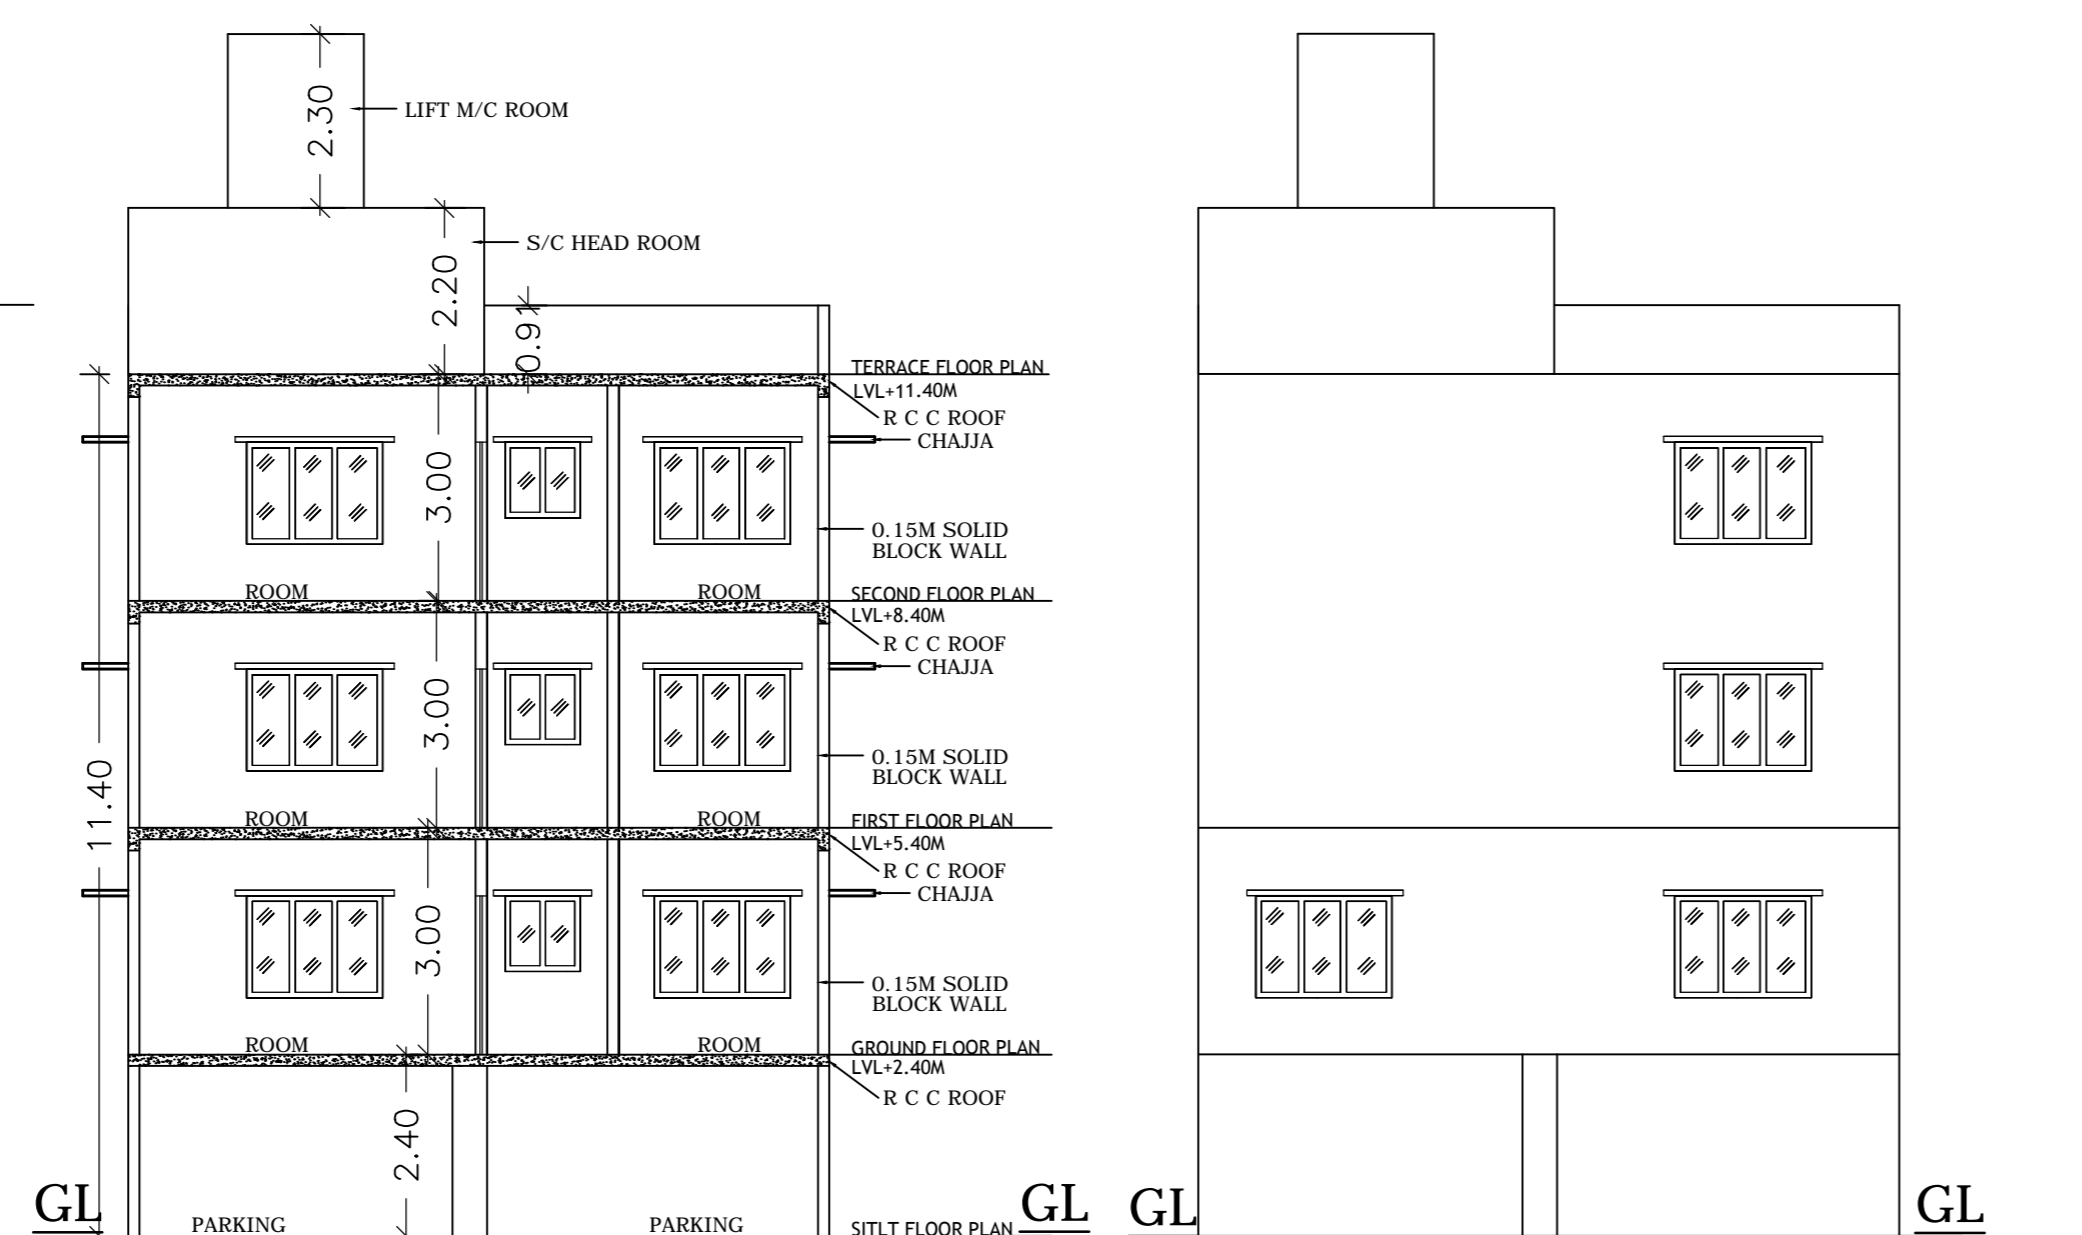 2.30
LIFT M/C ROOM
S/C HEAD ROOM
2.20
0.91
TERRACE FLOOR PLAN
LVL+11.40M
R C C ROOF
CHAJJA
3.00
0.15M SOLID
BLOCK WALL
ROOM
ROOM
SECOND FLOOR PLAN
LVL+8.40M
R C C ROOF
CHAJJA
3.00
0.15M SOLID
BLOCK WALL
11.40
ROOM
ROOM
FIRST FLOOR PLAN
LVL+5.40M
R C C ROOF
CHAJJA
3.00
0.15M SOLID
BLOCK WALL
ROOM
ROOM
GROUND FLOOR PLAN
LVL+2.40M
R C C ROOF
2.40
GL
PARKING
PARKING
SITLT FLOOR PLAN
GL
GL
GL